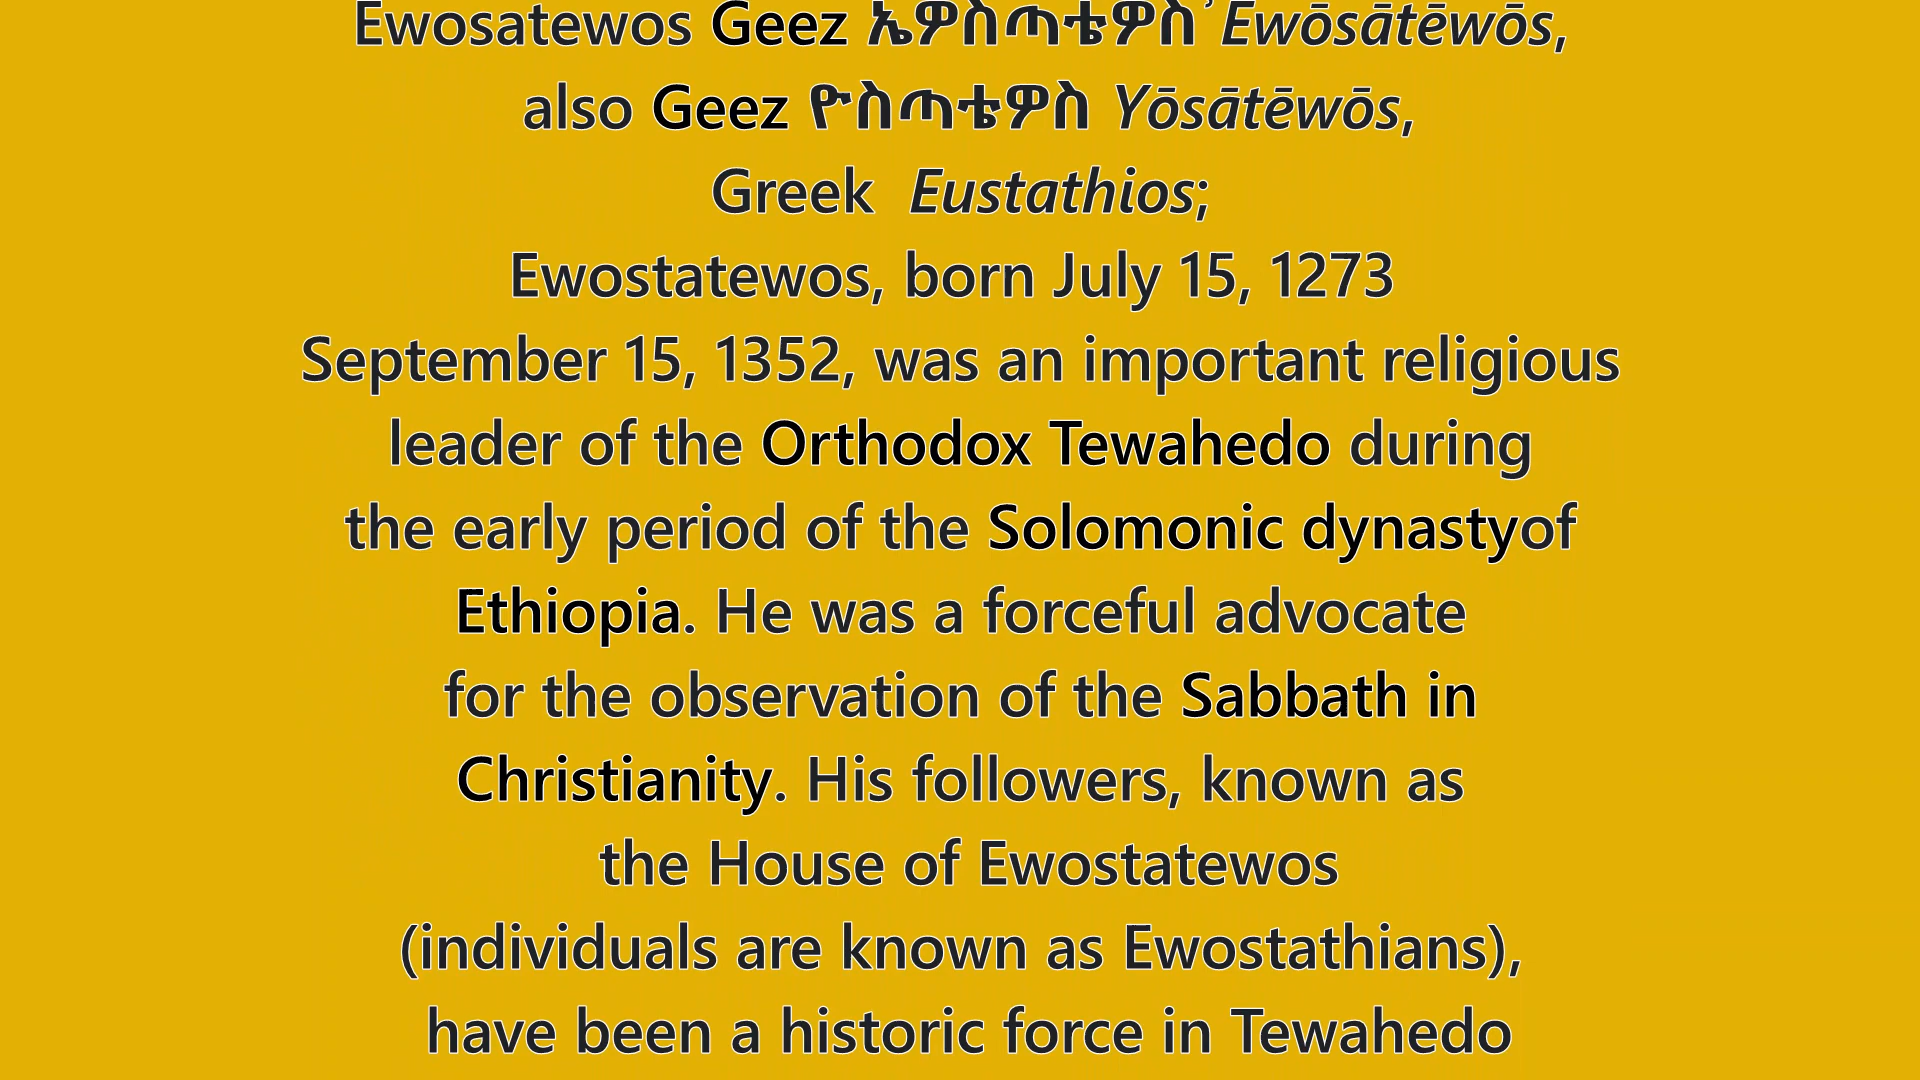 Ewosatewos Geez ኤዎስጣቴዎስʾEwōsātēwōs,
also Geez ዮስጣቴዎስ Yōsātēwōs,
Greek Eustathios;
Ewostatewos, born July 15, 1273
September 15, 1352, was an important religious
leader of the Orthodox Tewahedo during
the early period of the Solomonic dynastyof
Ethiopia. He was a forceful advocate
for the observation of the Sabbath in
Christianity. His followers, known as
the House of Ewostatewos
(individuals are known as Ewostathians),
have been a historic force in Tewahedo